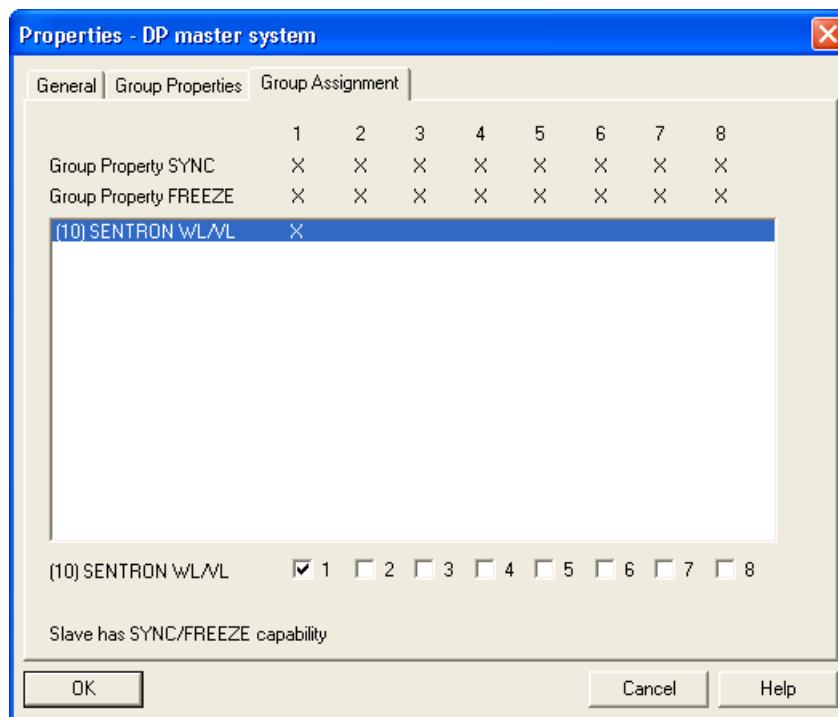 Properties - DP master system
General Group Properties Group Assignment
1 2 3 4 5 6 7 8
Group Property SYNC X X X X X X X X
Group Property FREEZE X X X X X X X X
(10) SENTRON WL/VL X
(10) SENTRON WL/VL 1 2 3 4 5 6 7 8
Slave has SYNC/FREEZE capability
OK Cancel Help